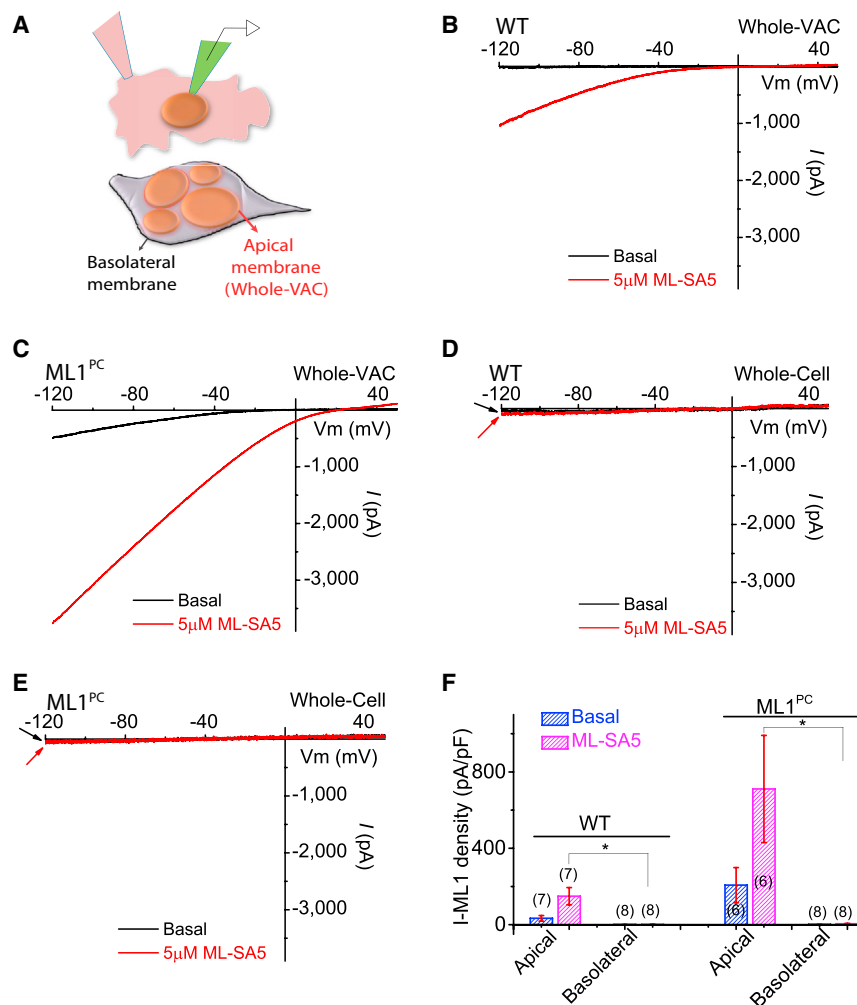 A
Basolateral
membrane
Apical
membrane
(Whole-VAC)
B
WT
Whole-VAC
-120 -80 -40 40
Vm (mV)
-1,000
-2,000
-3,000
I (pA)
Basal
5μM ML-SA5
C
ML1PC
Whole-VAC
-120 -80 -40 0 40
Vm (mV)
-1,000
-2,000
-3,000
I (pA)
Basal
5μM ML-SA5
D
WT
Whole-Cell
-120 -80 -40 0 40
Vm (mV)
-1,000
-2,000
-3,000
I (pA)
Basal
5μM ML-SA5
E
ML1PC
Whole-Cell
-120 -80 -40 0 40
Vm (mV)
-1,000
-2,000
-3,000
I (pA)
Basal
5μM ML-SA5
F
Basal
ML-SA5
ML1PC
*
WT
*
I-ML1 density (pA/pF)
800
400
0
(7) (7) (8) (8) (6) (6) (8) (8)
Apical Basolateral Apical Basolateral